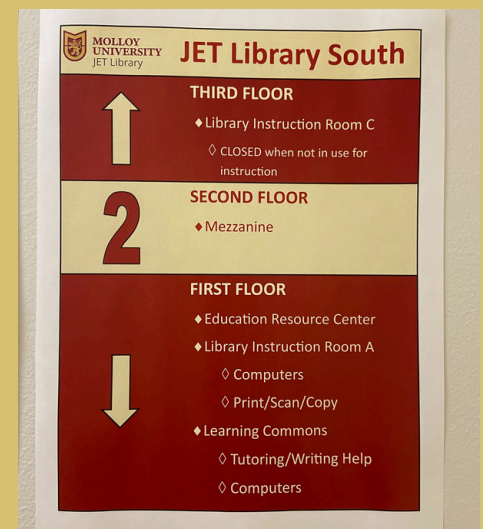 MOLLOY
UNIVERSITY
JET Library
JET Library South
THIRD FLOOR
♦Library Instruction Room C
◊ CLOSED when not in use for
instruction
2
SECOND FLOOR
♦Mezzanine
FIRST FLOOR
♦Education Resource Center
♦Library Instruction Room A
◊ Computers
◊ Print/Scan/Copy
♦Learning Commons
◊ Tutoring/Writing Help
◊ Computers